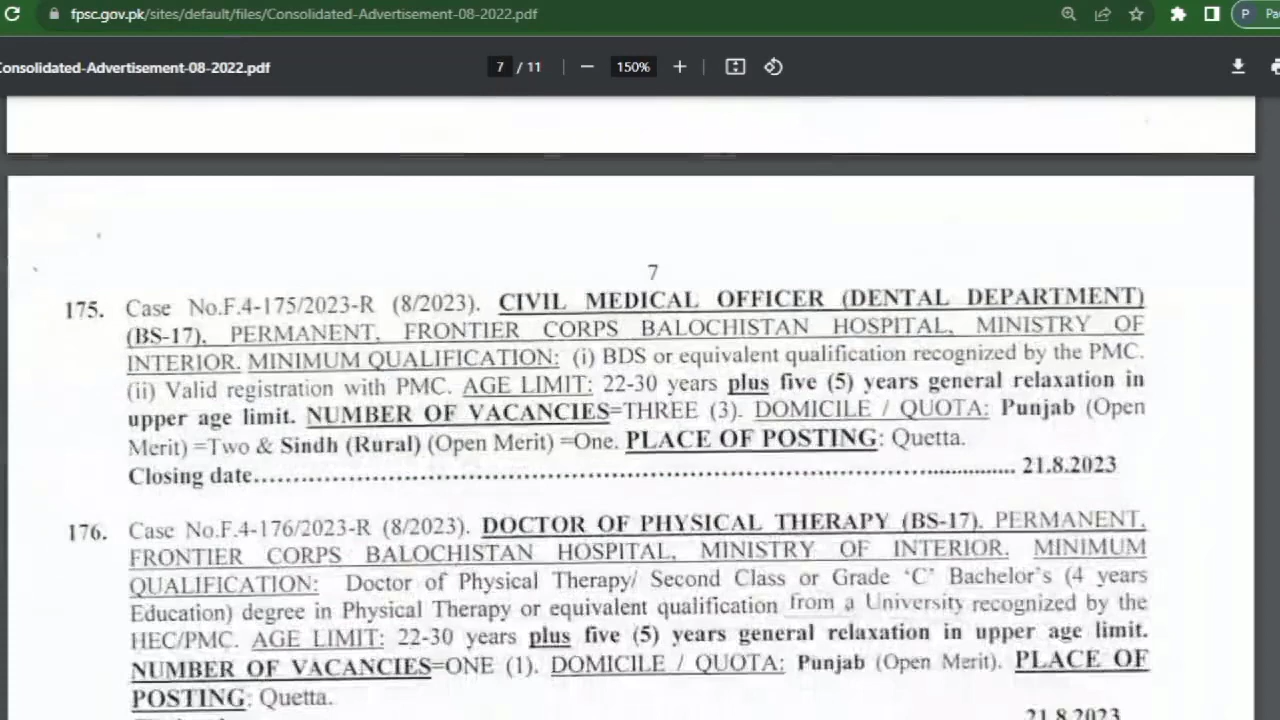 fpsc.gov.pk/sites/default/files/Consolidated-Advertisement-08-2022.pdf
P
Consolidated-Advertisement-08-2022.pdf
7 / 11
150%
7
175. Case No.F.4-175/2023-R (8/2023). CIVIL MEDICAL OFFICER (DENTAL DEPARTMENT)
(BS-17), PERMANENT, FRONTIER CORPS BALOCHISTAN HOSPITAL, MINISTRY OF
INTERIOR. MINIMUM QUALIFICATION: (i) BDS or equivalent qualification recognized by the PMC.
(ii) Valid registration with PMC. AGE LIMIT: 22-30 years plus five (5) years general relaxation in
upper age limit. NUMBER OF VACANCIES=THREE (3). DOMICILE / QUOTA: Punjab (Open
Merit) =Two & Sindh (Rural) (Open Merit) =One. PLACE OF POSTING: Quetta.
Closing date................................................................................ 21.8.2023
176. Case No.F.4-176/2023-R (8/2023). DOCTOR OF PHYSICAL THERAPY (BS-17), PERMANENT,
FRONTIER CORPS BALOCHISTAN HOSPITAL, MINISTRY OF INTERIOR. MINIMUM
QUALIFICATION: Doctor of Physical Therapy/ Second Class or Grade ‘C’ Bachelor's (4 years
Education) degree in Physical Therapy or equivalent qualification from a University recognized by the
HEC/PMC. AGE LIMIT: 22-30 years plus five (5) years general relaxation in upper age limit.
NUMBER OF VACANCIES=ONE (1). DOMICILE / QUOTA: Punjab (Open Merit). PLACE OF
POSTING: Quetta.
21.8.2023